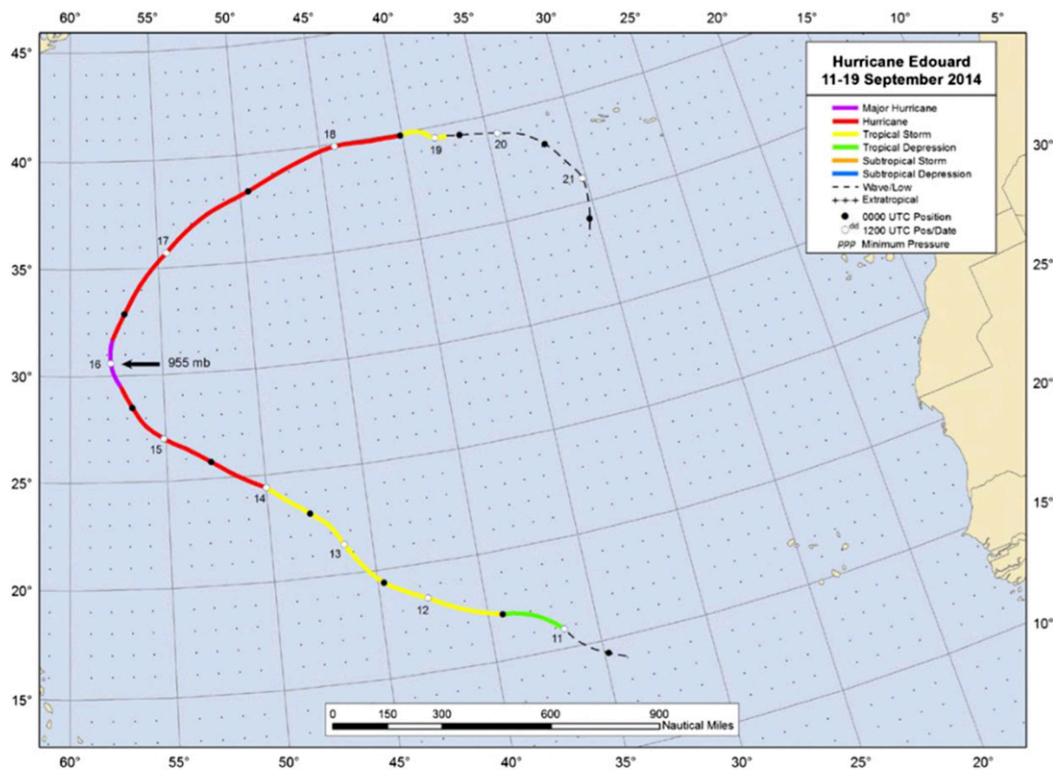 60° 55° 50° 45° 40° 35° 30° 25° 20° 15° 10° 5°
45°
40°
35°
30°
25°
20°
15°
Hurricane Edouard
11-19 September 2014
Major Hurricane
Hurricane
Tropical Storm
Tropical Depression
Subtropical Storm
Subtropical Depression
Wave/Low
Extratropical
0000 UTC Position
dd 1200 UTC Pos/Date
ppp Minimum Pressure
30°
25°
20°
15°
10°
18
19
20
21
17
16
955 mb
15
14
13
12
11
0 150 300 600 900
Nautical Miles
60° 55° 50° 45° 40° 35° 30° 25° 20°